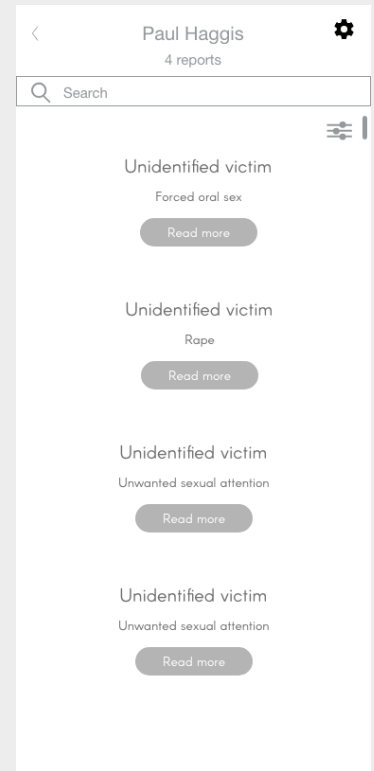 Paul Haggis
4 reports
Search
Unidentified victim
Forced oral sex
Read more
Unidentified victim
Rape
Read more
Unidentified victim
Unwanted sexual attention
Read more
Unidentified victim
Unwanted sexual attention
Read more